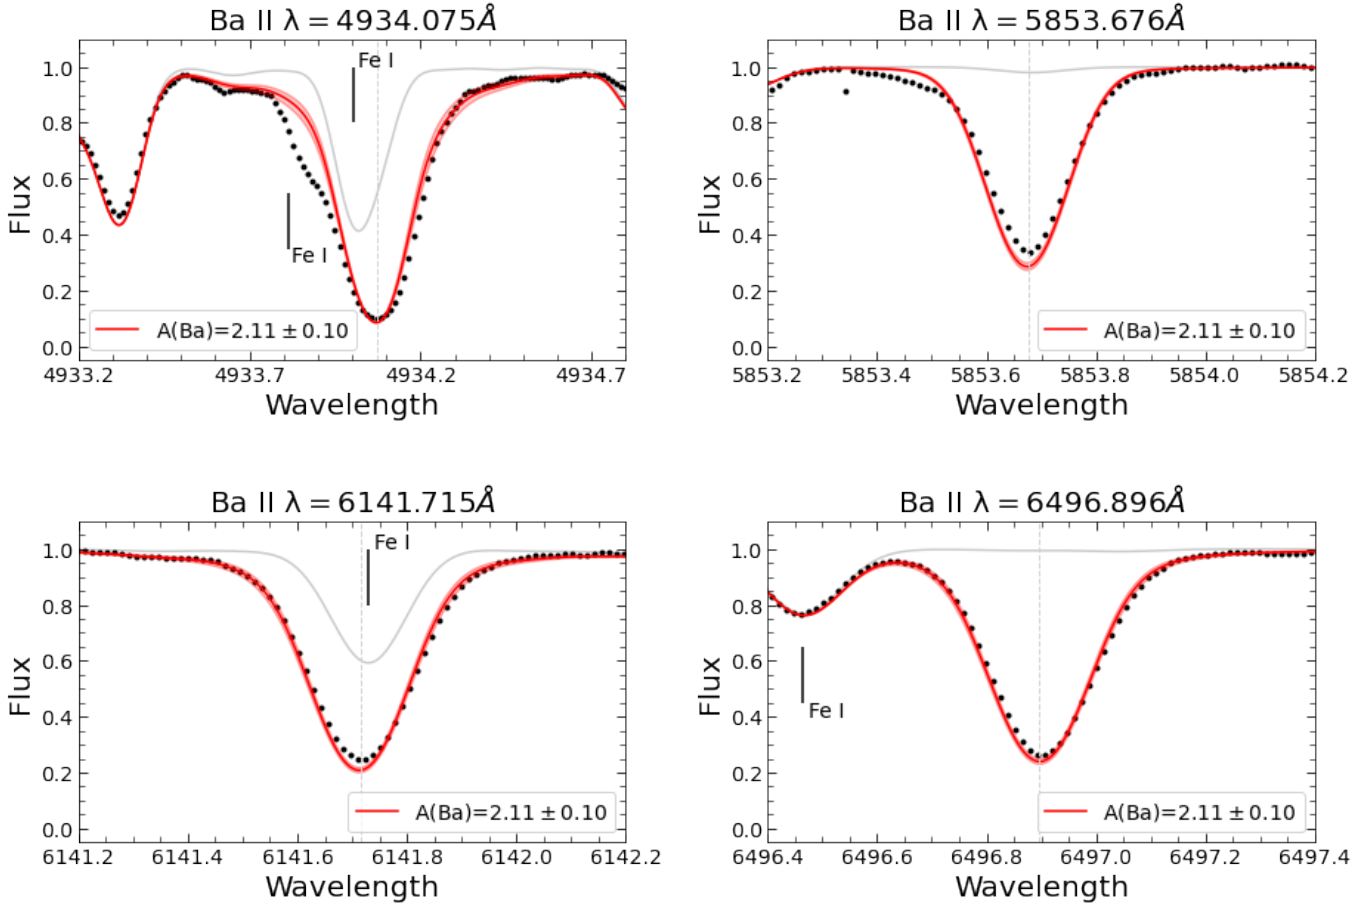 Ba II λ = 4934.075Å
Fe I
Fe I
Flux
1.0
0.8
0.6
0.4
0.2
0.0
A(Ba)=2.11 ± 0.10
4933.2 4933.7 4934.2 4934.7
Wavelength
Ba II λ = 5853.676Å
Flux
1.0
0.8
0.6
0.4
0.2
0.0
A(Ba)=2.11 ± 0.10
5853.2 5853.4 5853.6 5853.8 5854.0 5854.2
Wavelength
Ba II λ = 6141.715Å
Fe I
Flux
1.0
0.8
0.6
0.4
0.2
0.0
A(Ba)=2.11 ± 0.10
6141.2 6141.4 6141.6 6141.8 6142.0 6142.2
Wavelength
Ba II λ = 6496.896Å
Flux
1.0
0.8
0.6
0.4
0.2
0.0
Fe I
A(Ba)=2.11 ± 0.10
6496.4 6496.6 6496.8 6497.0 6497.2 6497.4
Wavelength